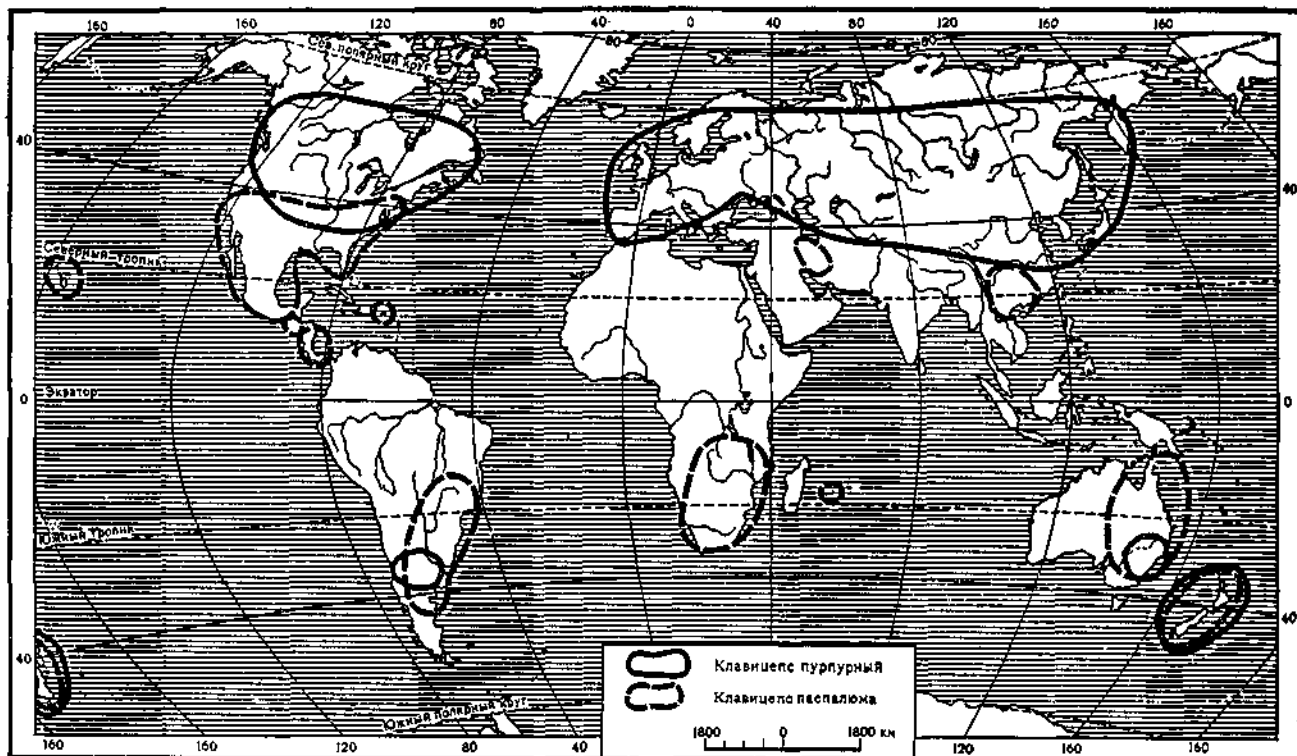 160 120 80 40 0 40 80 120 160 160
80 80
Сев. полярный круг
40
40
Северный тропик
0 Экватор 0
Южный тропик
40
40
Клавицепс пурпурный
Клавицепс паспалюма
Южный полярный круг
1800 0 1800 км
160 160 120 80 40 120 160 160